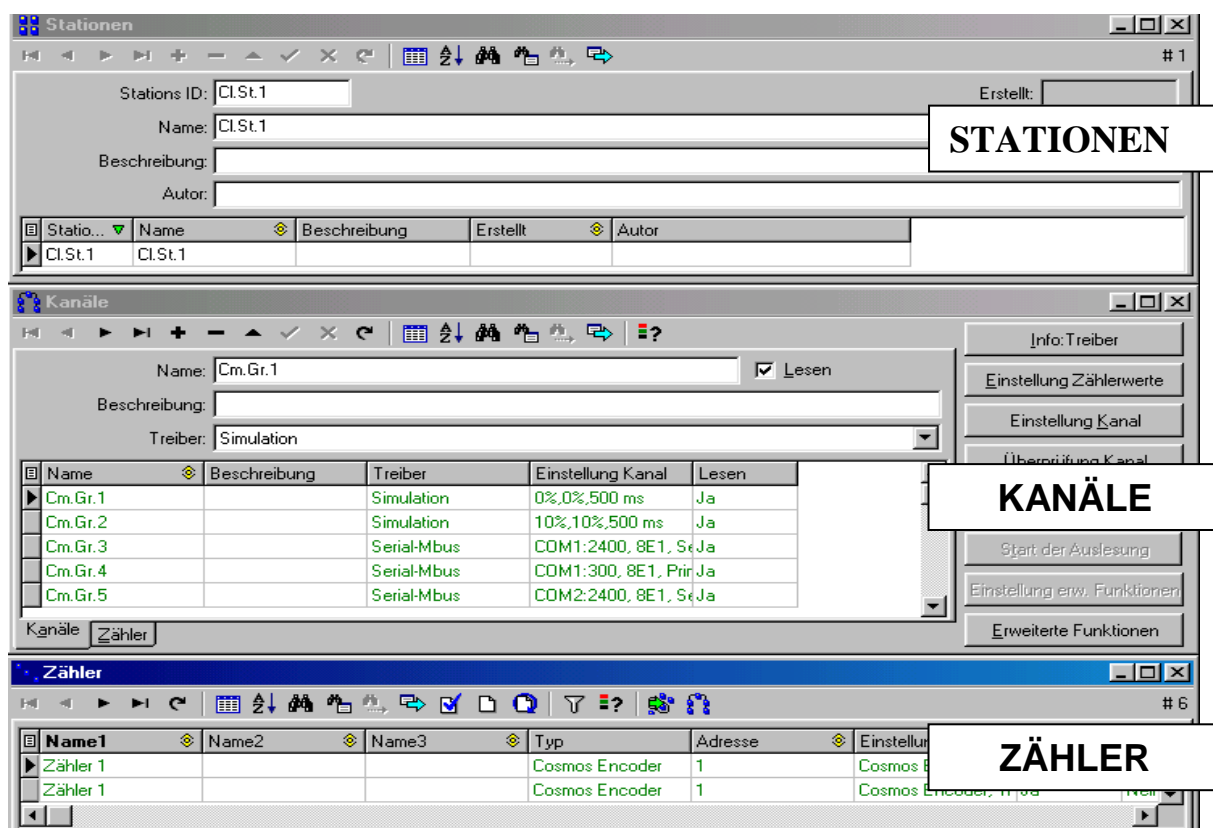 Stationen
# 1
Stations ID: Cl.St.1 Erstellt:
Name: Cl.St.1
STATIONEN
Beschreibung:
Autor:
Statio... Name Beschreibung Erstellt Autor
Cl.St.1 Cl.St.1
Kanäle
Info:Treiber
Name: Cm.Gr.1 Lesen
Einstellung Zählerwerte
Beschreibung:
Einstellung Kanal
Treiber: Simulation
Überprüfung Kanal
Name Beschreibung Treiber Einstellung Kanal Lesen
Cm.Gr.1 Simulation 0%,0%,500 ms Ja
KANÄLE
Cm.Gr.2 Simulation 10%,10%,500 ms Ja
Cm.Gr.3 Serial-Mbus COM1:2400, 8E1, Se Ja
Start der Auslesung
Cm.Gr.4 Serial-Mbus COM1:300, 8E1, Prir Ja
Cm.Gr.5 Serial-Mbus COM2:2400, 8E1, Se Ja
Einstellung erw. Funktionen
Kanäle Zähler
Erweiterte Funktionen
Zähler
# 6
Name1 Name2 Name3 Typ Adresse Einstellur
ZÄHLER
Zähler 1 Cosmos Encoder 1 Cosmos
Zähler 1 Cosmos Encoder 1 Cosmos Encoder, Ja